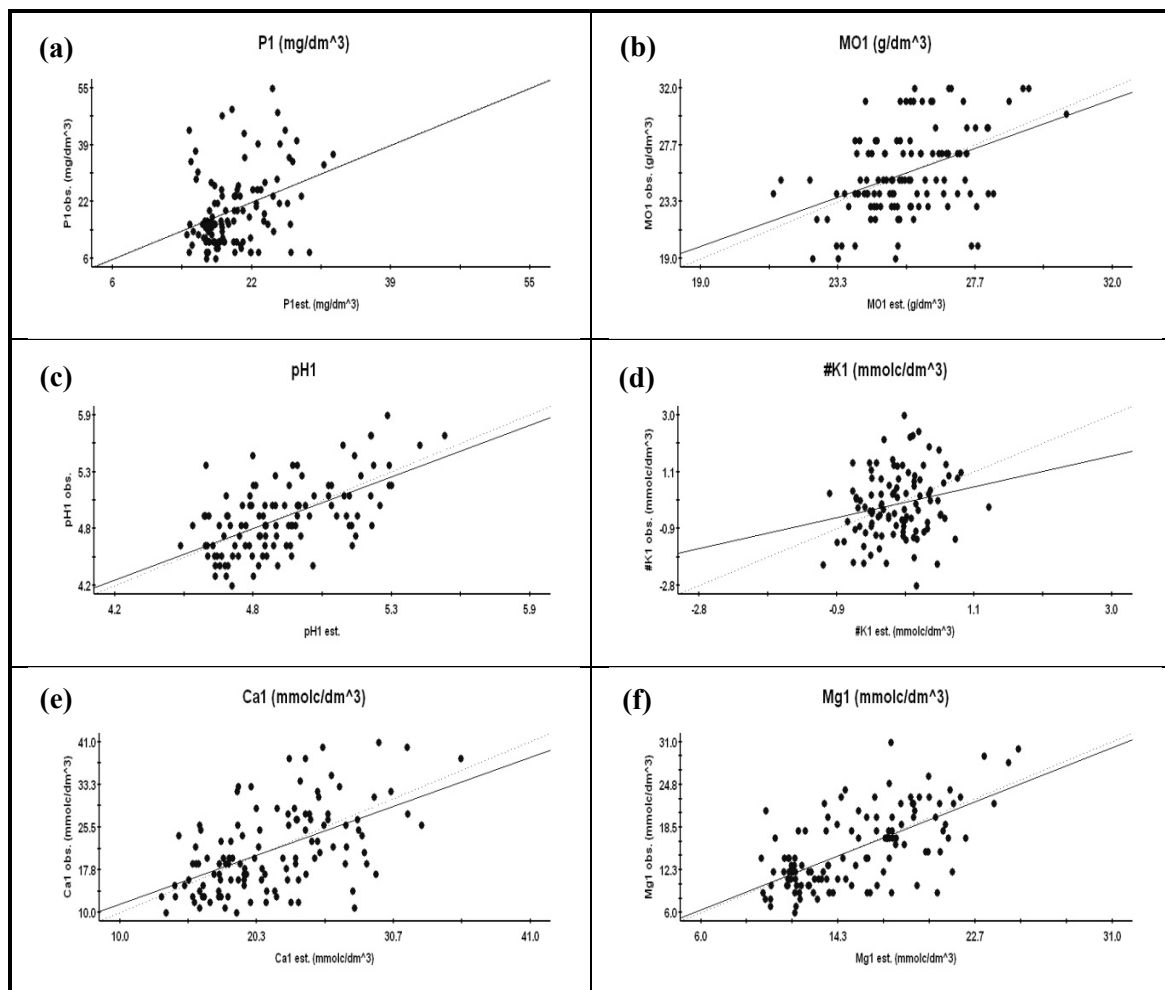 (a)
P1 (mg/dm^3)
P1obs. (mg/dm^3)
55
39
22
6
6 22 39 55
P1est. (mg/dm^3)
(b)
MO1 (g/dm^3)
MO1 obs. (g/dm^3)
32.0
27.7
23.3
19.0
19.0 23.3 27.7 32.0
MO1 est. (g/dm^3)
(c)
pH1
pH1 obs.
5.9
5.3
4.8
4.2
4.2 4.8 5.3 5.9
pH1 est.
(d)
#K1 (mmolc/dm^3)
#K1 obs. (mmolc/dm^3)
3.0
1.1
-0.9
-2.8
-2.8 -0.9 1.1 3.0
#K1 est. (mmolc/dm^3)
(e)
Ca1 (mmolc/dm^3)
Ca1 obs. (mmolc/dm^3)
41.0
33.3
25.5
17.8
10.0
10.0 20.3 30.7 41.0
Ca1 est. (mmolc/dm^3)
(f)
Mg1 (mmolc/dm^3)
Mg1 obs. (mmolc/dm^3)
31.0
24.8
18.5
12.3
6.0
6.0 14.3 22.7 31.0
Mg1 est. (mmolc/dm^3)